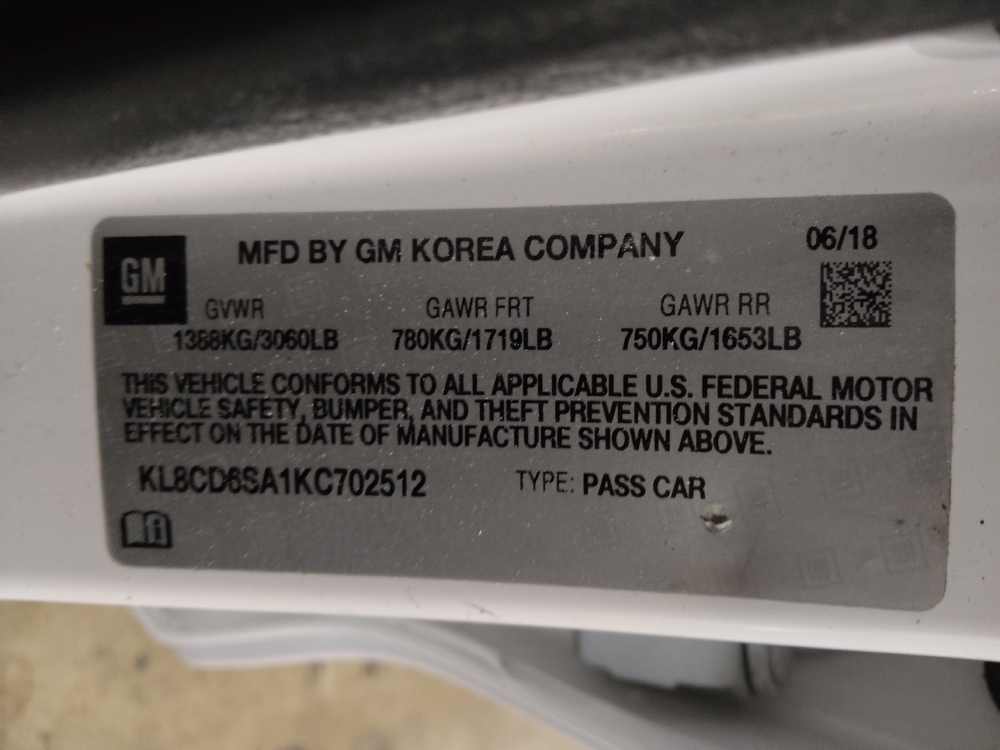 MFD BY GM KOREA COMPANY 06/18
GM
GVWR GAWR FRT GAWR RR
1388KG/3060LB 780KG/1719LB 750KG/1653LB
THIS VEHICLE CONFORMS TO ALL APPLICABLE U.S. FEDERAL MOTOR
VEHICLE SAFETY, BUMPER, AND THEFT PREVENTION STANDARDS IN
EFFECT ON THE DATE OF MANUFACTURE SHOWN ABOVE.
KL8CD6SA1KC702512 TYPE: PASS CAR